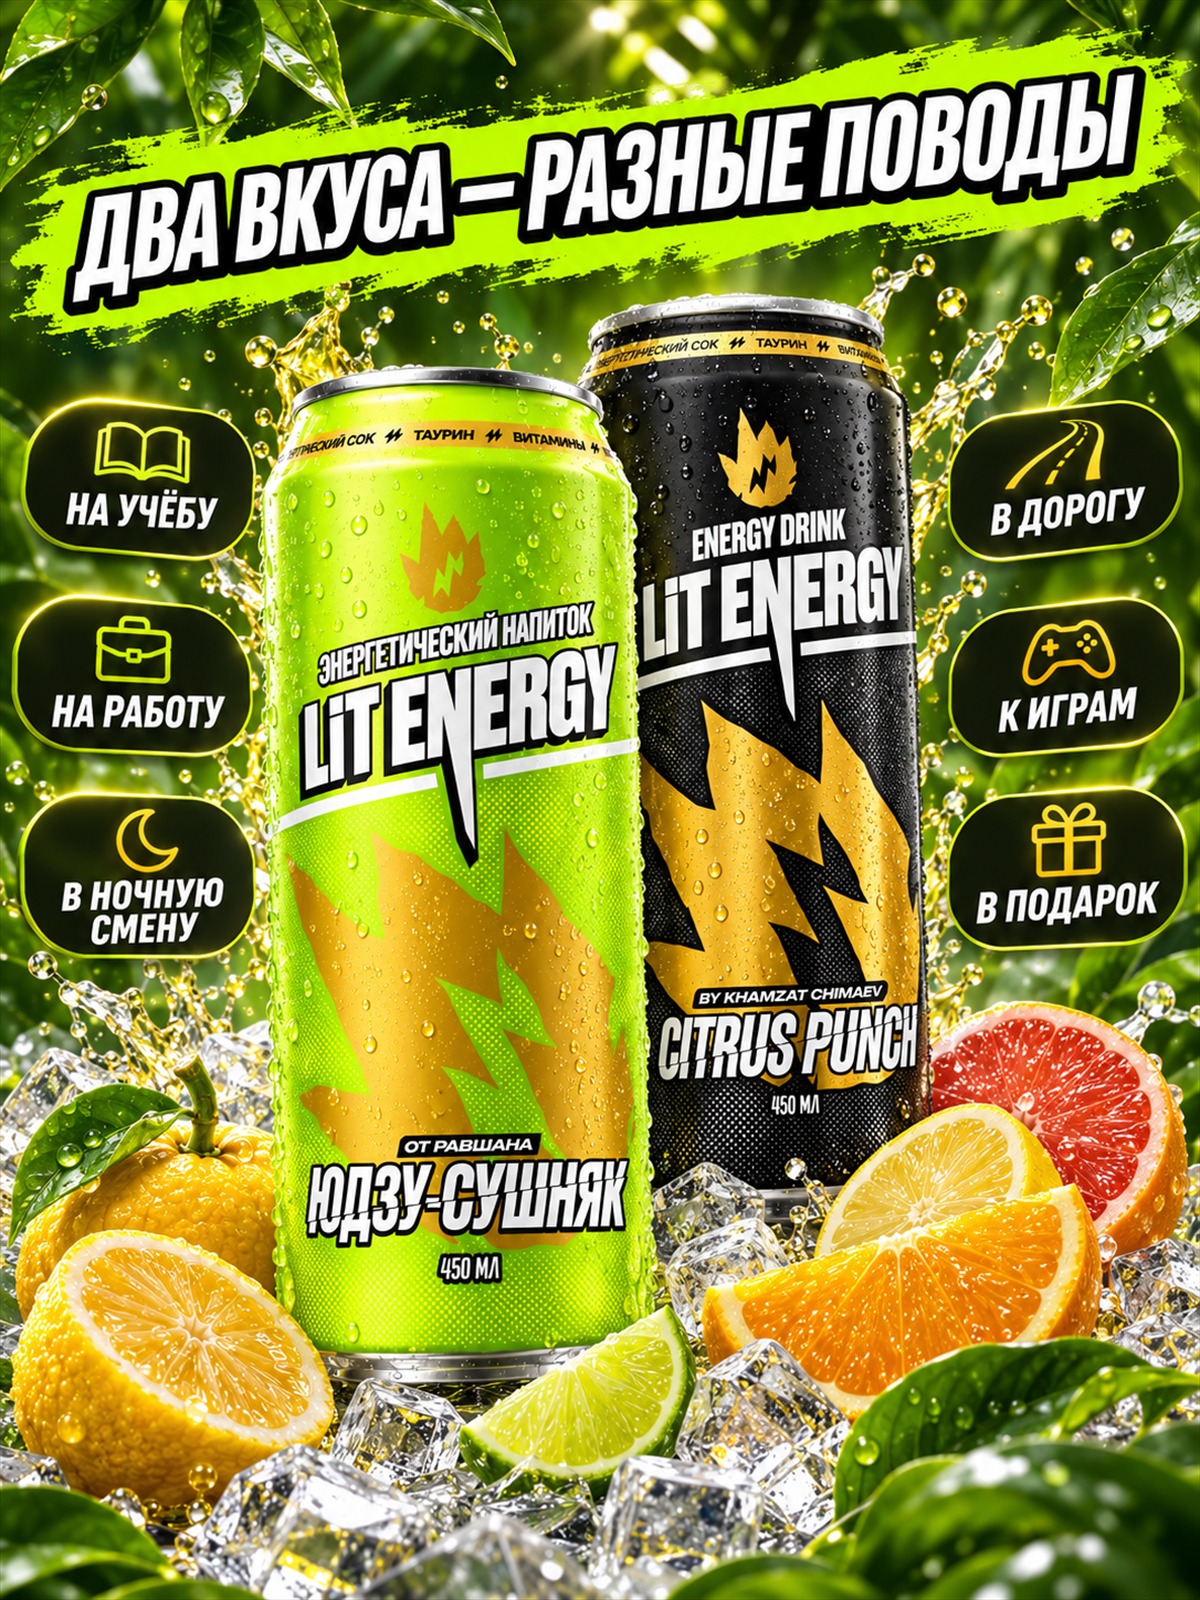 ДВА ВКУСА – РАЗНЫЕ ПОВОДЫ
НА УЧЁБУ
НА РАБОТУ
В НОЧНУЮ
СМЕНУ
СОК ТАУРИН ВИТАМИНЫ
ЭНЕРГЕТИЧЕСКИЙ НАПИТОК
LIT ENERGY
ОТ РАВШАНА
ЮДЗУ-СУШНЯК
450 МЛ
СОК ТАУРИН
ENERGY DRINK
LIT ENERGY
BY KHAMZAT CHIMAEV
CITRUS PUNCH
450 МЛ
В ДОРОГУ
К ИГРАМ
В ПОДАРОК